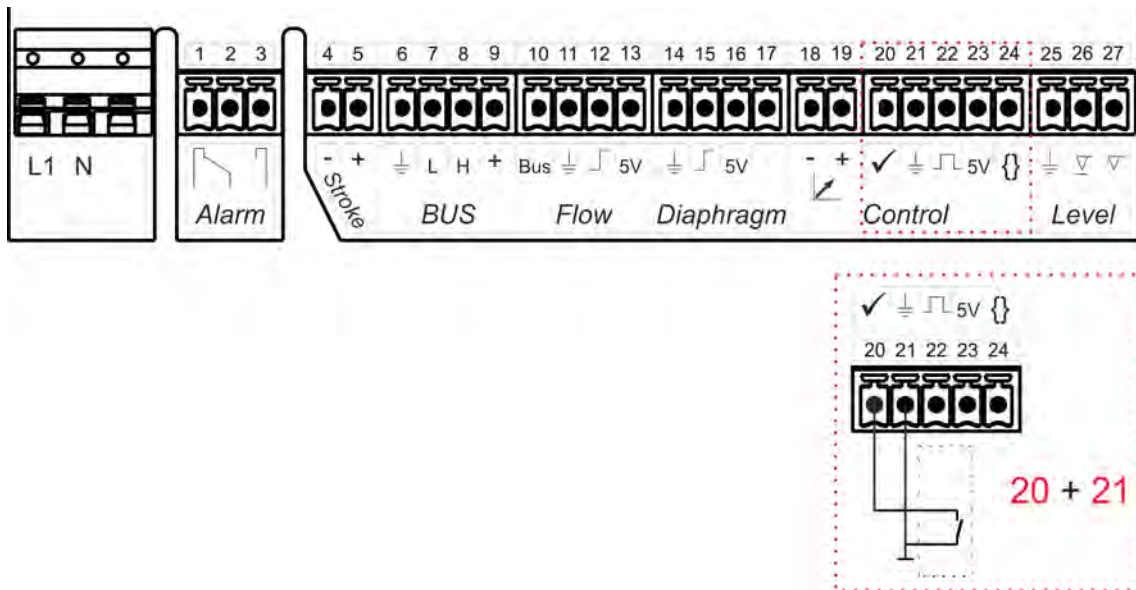 1 2 3 4 5 6 7 8 9 10 11 12 13 14 15 16 17 18 19 20 21 22 23 24 25 26 27
L1 N - + L H + Bus 5V 5V - + 5V {}
Alarm Stroke BUS Flow Diaphragm Control Level
5V {}
20 21 22 23 24
20 + 21